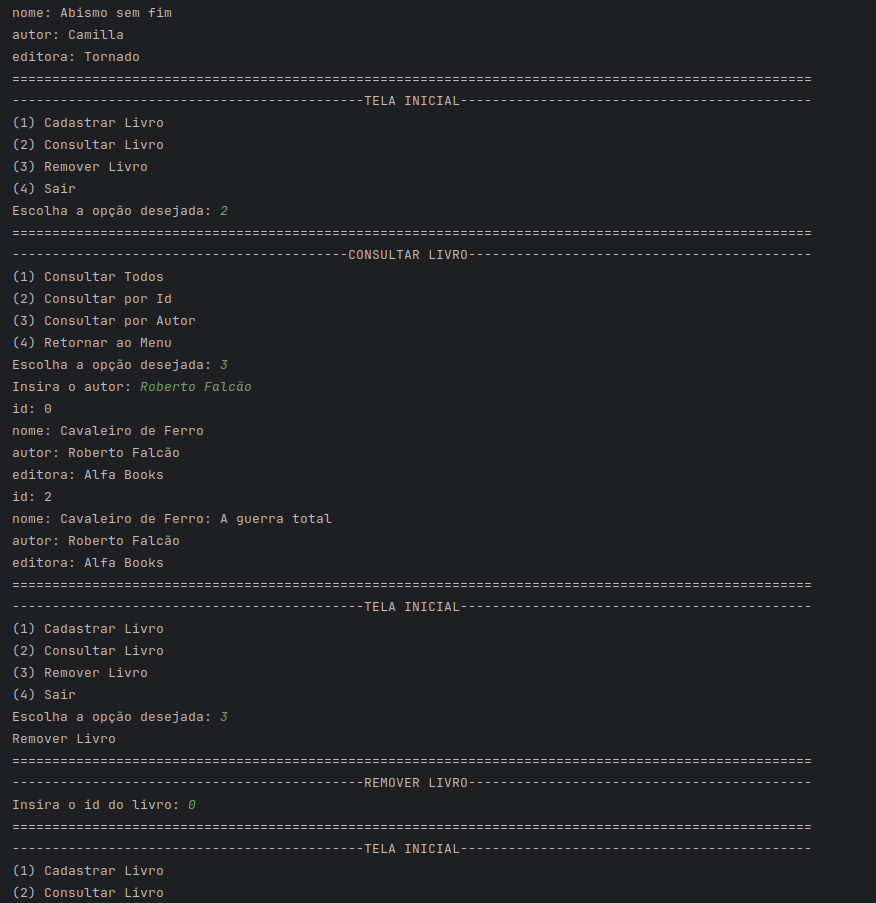 nome: Abismo sem fim
autor: Camilla
editora: Tornado
====================================================================================================
--------------------------------------------TELA INICIAL--------------------------------------------
(1) Cadastrar Livro
(2) Consultar Livro
(3) Remover Livro
(4) Sair
Escolha a opção desejada: 2
====================================================================================================
------------------------------------------CONSULTAR LIVRO-------------------------------------------
(1) Consultar Todos
(2) Consultar por Id
(3) Consultar por Autor
(4) Retornar ao Menu
Escolha a opção desejada: 3
Insira o autor: Roberto Falcão
id: 0
nome: Cavaleiro de Ferro
autor: Roberto Falcão
editora: Alfa Books
id: 2
nome: Cavaleiro de Ferro: A guerra total
autor: Roberto Falcão
editora: Alfa Books
====================================================================================================
--------------------------------------------TELA INICIAL--------------------------------------------
(1) Cadastrar Livro
(2) Consultar Livro
(3) Remover Livro
(4) Sair
Escolha a opção desejada: 3
Remover Livro
====================================================================================================
--------------------------------------------REMOVER LIVRO-------------------------------------------
Insira o id do livro: 0
====================================================================================================
--------------------------------------------TELA INICIAL--------------------------------------------
(1) Cadastrar Livro
(2) Consultar Livro